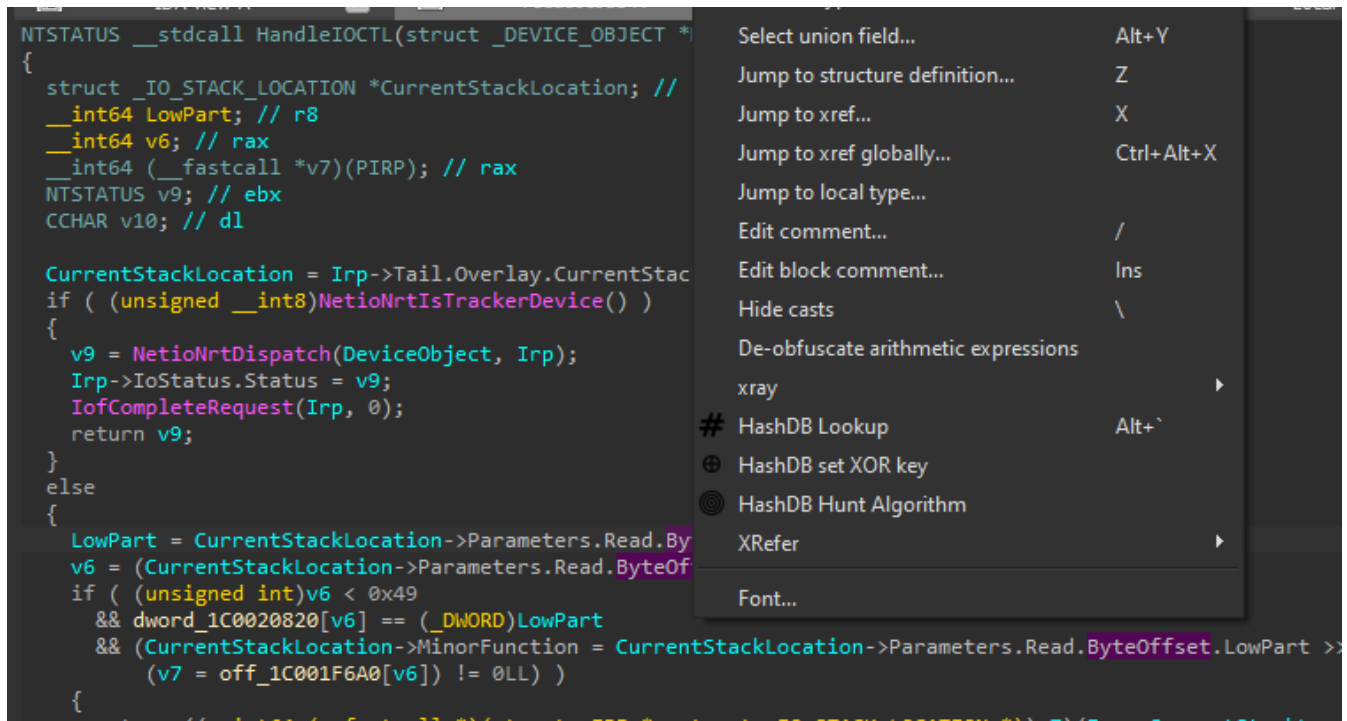 NTSTATUS __stdcall HandleIOCTL(struct _DEVICE_OBJECT *
{
struct _IO_STACK_LOCATION *CurrentStackLocation; //
__int64 LowPart; // r8
__int64 v6; // rax
__int64 (__fastcall *v7)(PIRP); // rax
NTSTATUS v9; // ebx
CCHAR v10; // dl
CurrentStackLocation = Irp->Tail.Overlay.CurrentStac
if ( (unsigned __int8)NetioNrtIsTrackerDevice() )
{
v9 = NetioNrtDispatch(DeviceObject, Irp);
Irp->IoStatus.Status = v9;
IofCompleteRequest(Irp, 0);
return v9;
}
else
{
LowPart = CurrentStackLocation->Parameters.Read.By
v6 = (CurrentStackLocation->Parameters.Read.ByteOf
if ( (unsigned int)v6 < 0x49
&& dword_1C0020820[v6] == (_DWORD)LowPart
&& (CurrentStackLocation->MinorFunction = CurrentStackLocation->Parameters.Read.ByteOffset.LowPart >>
(v7 = off_1C001F6A0[v6]) != 0LL) )
{
Select union field... Alt+Y
Jump to structure definition... Z
Jump to xref... X
Jump to xref globally... Ctrl+Alt+X
Jump to local type...
Edit comment... /
Edit block comment... Ins
Hide casts \
De-obfuscate arithmetic expressions
xray
HashDB Lookup Alt+`
HashDB set XOR key
HashDB Hunt Algorithm
XRefer
Font...